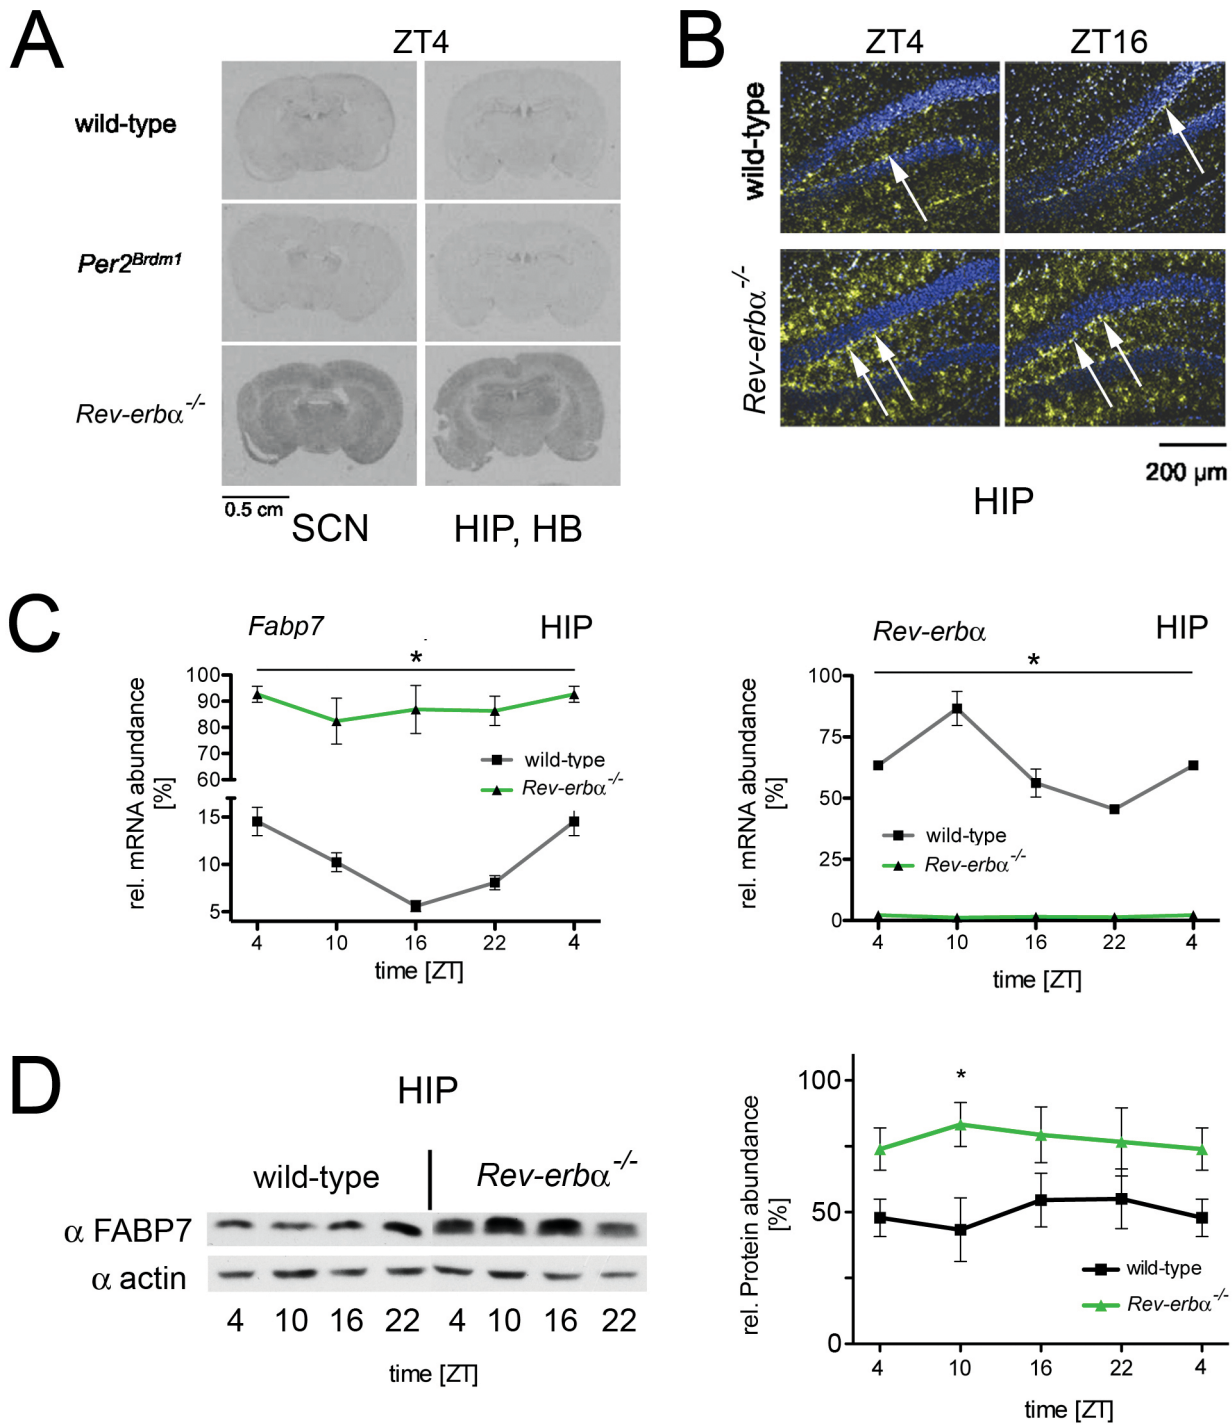 A
ZT4
wild-type
Per2Brdm1
Rev-erbα-/-
0.5 cm
SCN
HIP, HB
B
ZT4
ZT16
wild-type
Rev-erbα-/-
200 µm
HIP
C
Fabp7
HIP
*
rel. mRNA abundance
[%]
100
90
80
70
60
15
10
5
wild-type
Rev-erbα-/-
4
10
16
22
4
time [ZT]
Rev-erbα
HIP
*
rel. mRNA abundance
[%]
100
75
50
25
0
wild-type
Rev-erbα-/-
4
10
16
22
4
time [ZT]
D
HIP
wild-type
Rev-erbα-/-
α FABP7
α actin
4 10 16 22 4 10 16 22
time [ZT]
*
rel. Protein abundance
[%]
100
50
0
wild-type
Rev-erbα-/-
4
10
16
22
4
time [ZT]